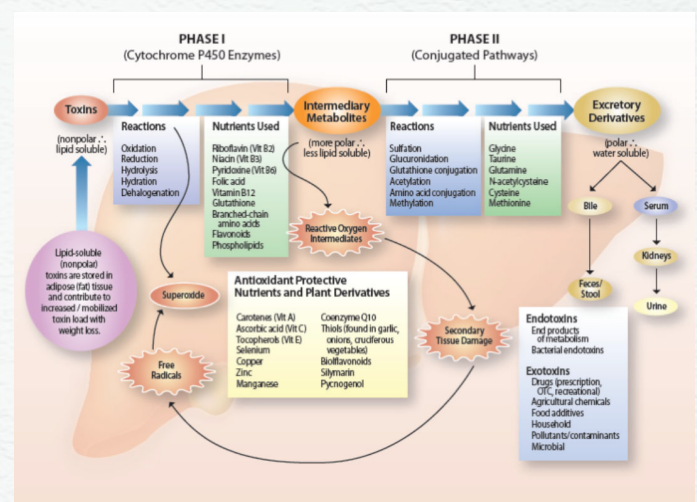 PHASE I
(Cytochrome P450 Enzymes)
PHASE II
(Conjugated Pathways)
Toxins
(nonpolar ∴
lipid soluble)
Reactions
Oxidation
Reduction
Hydrolysis
Hydration
Dehalogenation
Nutrients Used
Riboflavin (Vit B2)
Niacin (Vit B3)
Pyridoxine (Vit B6)
Folic acid
Vitamin B12
Glutathione
Branched-chain
amino acids
Flavonoids
Phospholipids
Intermediary
Metabolites
(more polar ∴
less lipid soluble)
Reactions
Sulfation
Glucuronidation
Glutathione conjugation
Acetylation
Amino acid conjugation
Methylation
Nutrients Used
Glycine
Taurine
Glutamine
N-acetylcysteine
Cysteine
Methionine
Excretory
Derivatives
(polar ∴
water soluble)
Bile
Serum
Kidneys
Feces/
Stool
Urine
Lipid-soluble
(nonpolar)
toxins are stored in
adipose (fat) tissue
and contribute to
increased / mobilized
toxin load with
weight loss.
Superoxide
Reactive Oxygen
Intermediates
Free
Radicals
Secondary
Tissue Damage
Antioxidant Protective
Nutrients and Plant Derivatives
Carotenes (Vit A)
Ascorbic acid (Vit C)
Tocopherols (Vit E)
Selenium
Copper
Zinc
Manganese
Coenzyme Q10
Thiols (found in garlic,
onions, cruciferous
vegetables)
Bioflavonoids
Silymarin
Pycnogenol
Endotoxins
End products
of metabolism
Bacterial endotoxins
Exotoxins
Drugs (prescription,
OTC, recreational)
Agricultural chemicals
Food additives
Household
Pollutants/contaminants
Microbial